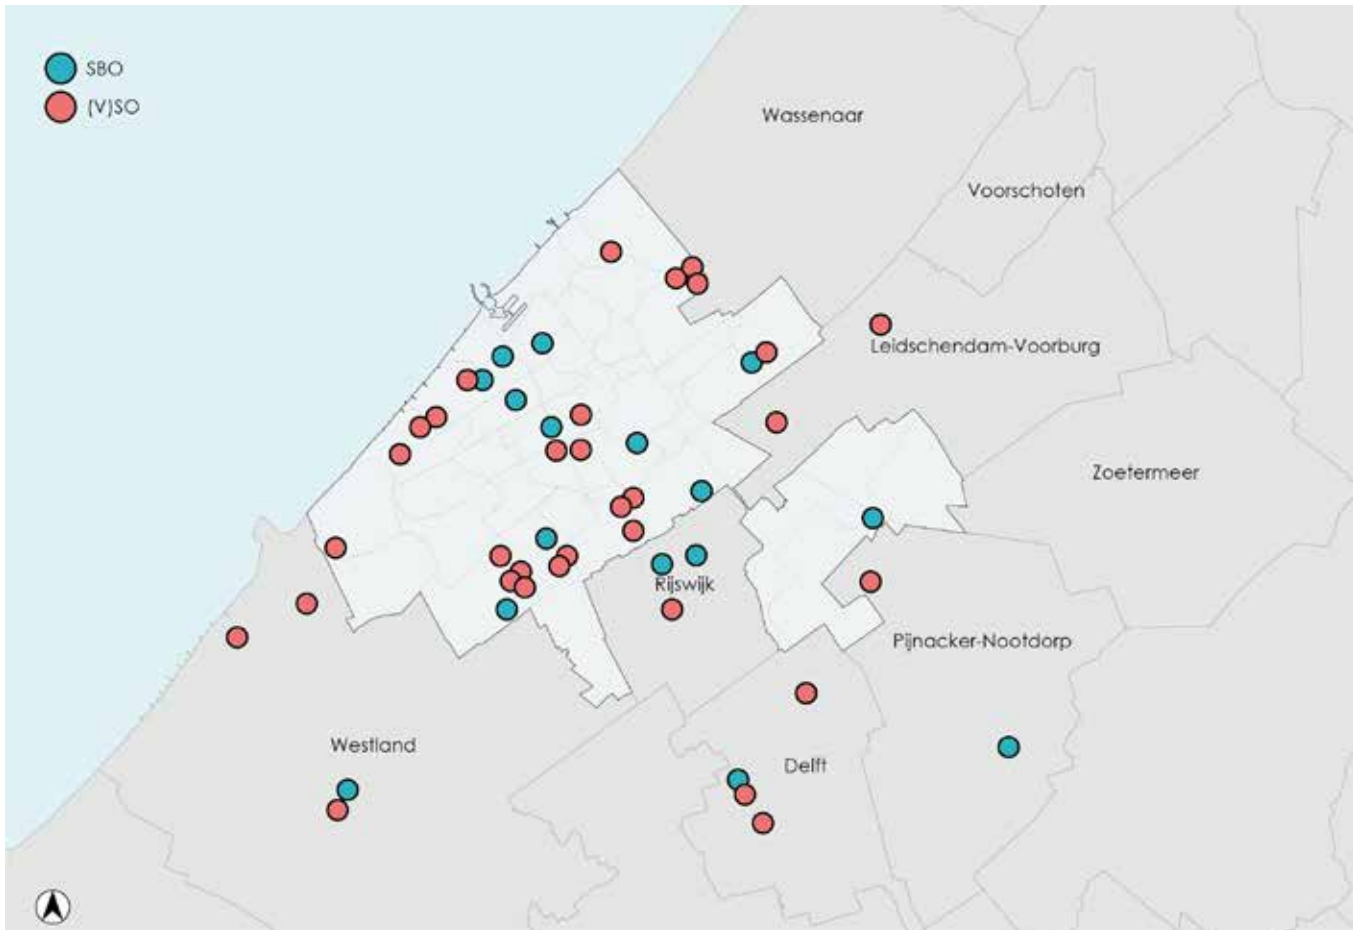 SBO
(V)SO
Wassenaar
Voorschoten
Leidschendam-Voorburg
Zoetermeer
Rijswijk
Pijnacker-Nootdorp
Westland
Delft